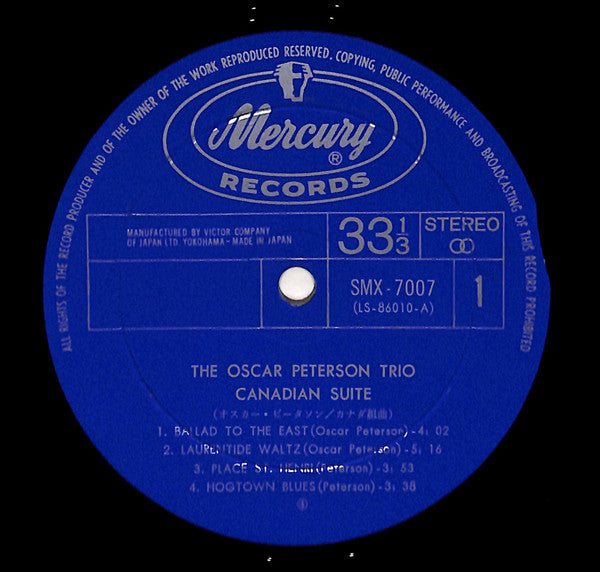 ALL RIGHTS OF THE RECORD PRODUCER AND OF THE OWNER OF THE WORK REPRODUCED RESERVED. COPYING, PUBLIC PERFORMANCE AND BROADCASTING OF THIS RECORD PROHIBITED
Mercury
®
RECORDS
MANUFACTURED BY VICTOR COMPANY
OF JAPAN LTD. YOKOHAMA - MADE IN JAPAN
33 1/3
STEREO
SMX - 7007
(LS-86010-A)
1
THE OSCAR PETERSON TRIO
CANADIAN SUITE
(オスカー・ピータソン/カナダ組曲)
1. BALLAD TO THE EAST (Oscar Peterson)-4: 02
2. LAURENTIDE WALTZ (Oscar Peterson)-5: 16
3. PLACE ST. HENRI (Peterson)-3: 53
4. HOGTOWN BLUES (Peterson)-3: 38